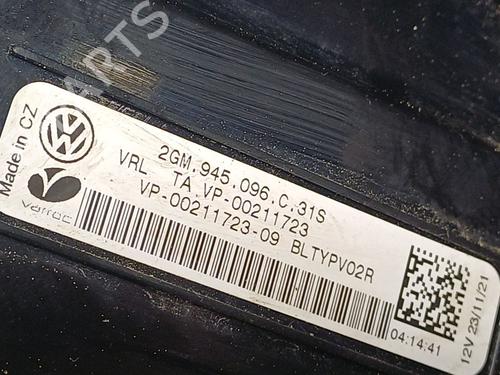 PARTS
Made in CZ
2GM.945.096.C.31S
VRL TA VP-00211723
VP-00211723-09 BLTYPV02R
varroc
04:14:41
12V 23/11/21